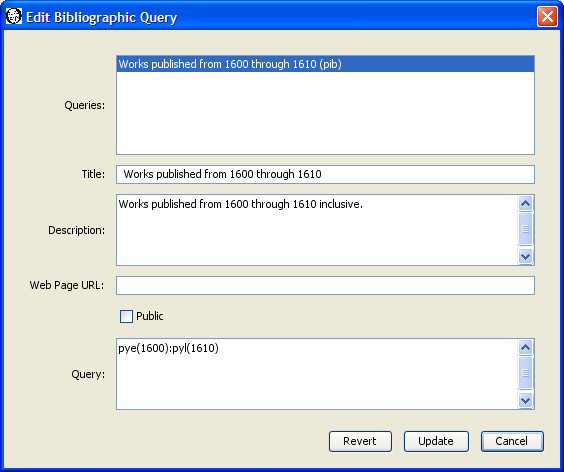 Edit Bibliographic Query
Queries:
Works published from 1600 through 1610 (pib)
Title:
Works published from 1600 through 1610
Description:
Works published from 1600 through 1610 inclusive.
Web Page URL:
Public
Query:
pye(1600):pyl(1610)
Revert
Update
Cancel